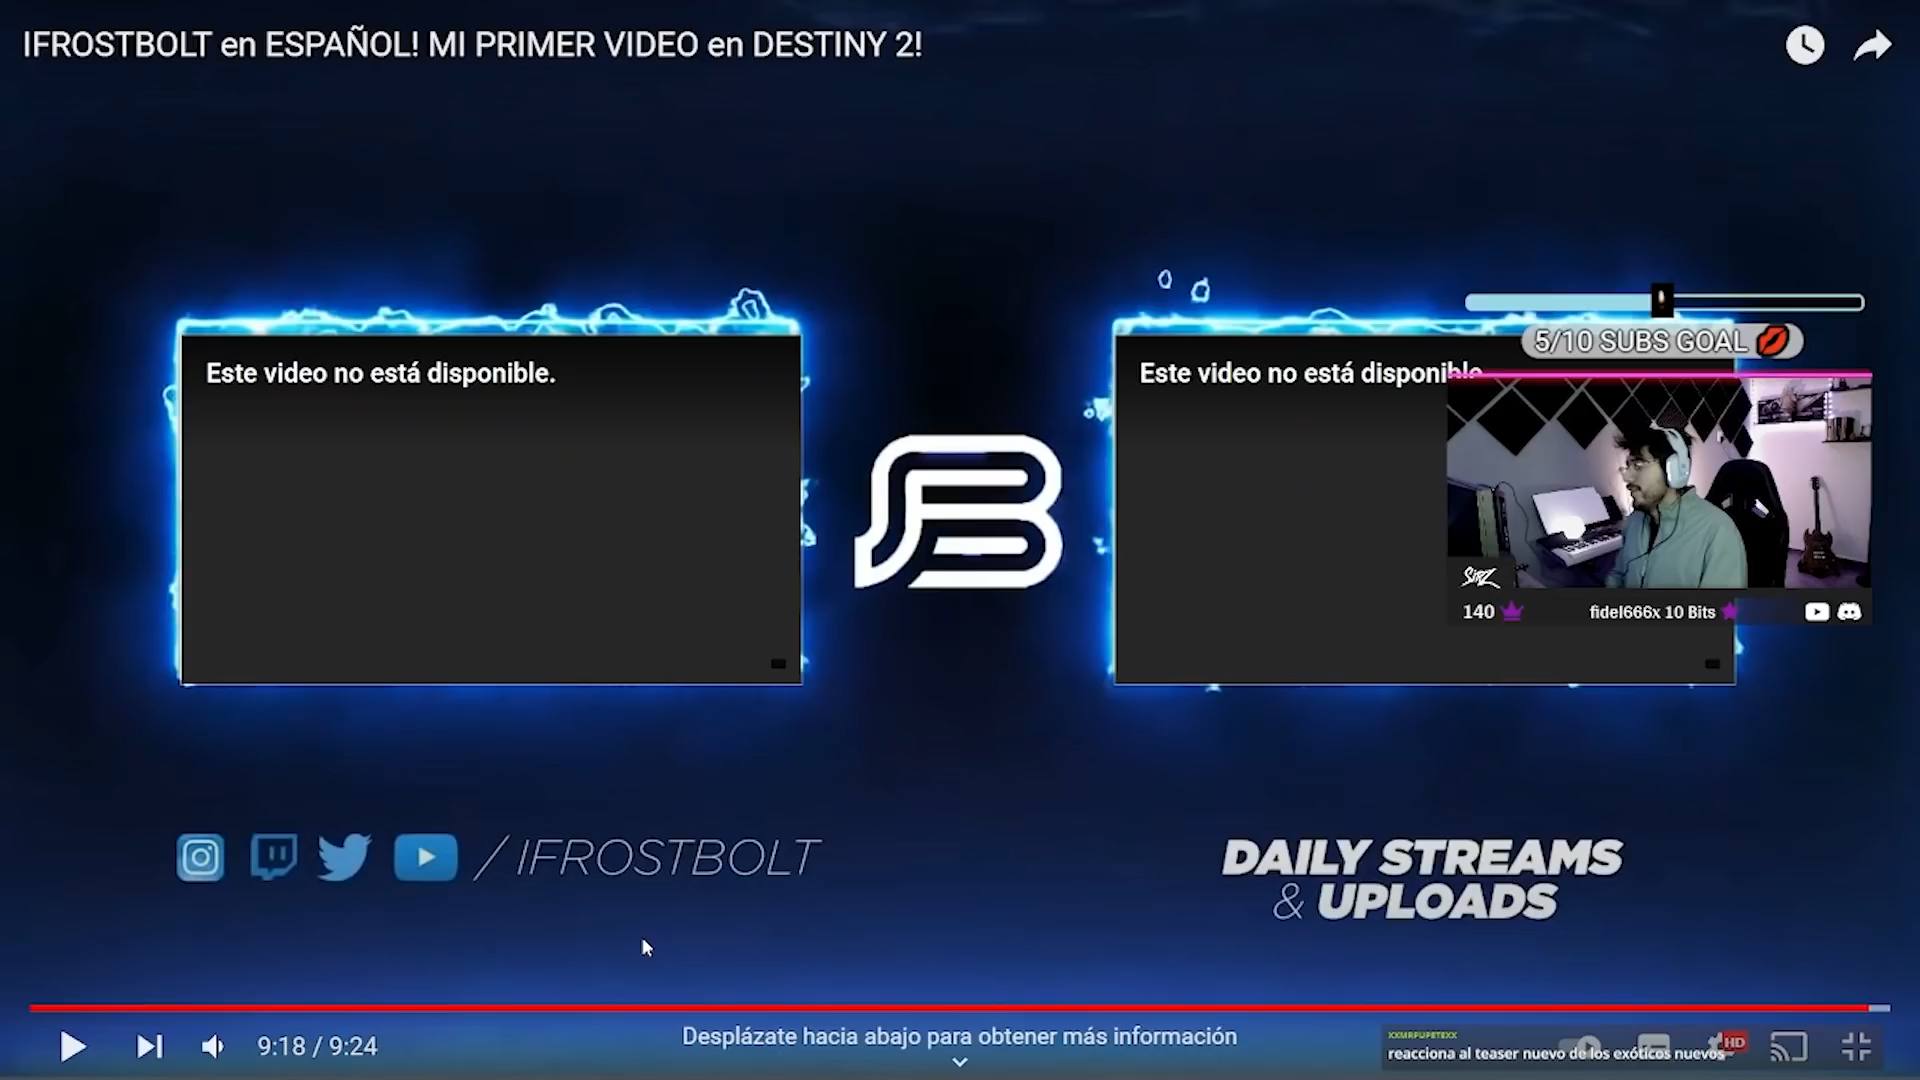 IFROSTBOLT en ESPAÑOL! MI PRIMER VIDEO en DESTINY 2!
5/10 SUBS GOAL
Este video no está disponible.
Este video no está disponible
SirZ
140
fidel666x 10 Bits
/ IFROSTBOLT
DAILY STREAMS
& UPLOADS
9:18 / 9:24
Desplázate hacia abajo para obtener más información
XXMRPUPETEXX
reacciona al teaser nuevo de los exóticos nuevos
HD